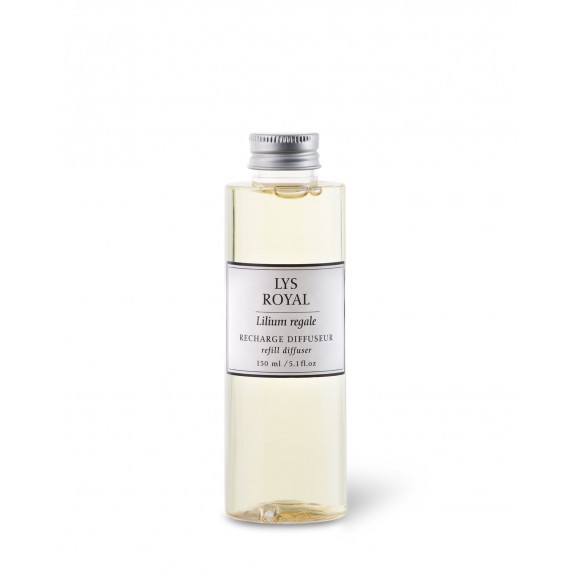 LYS
ROYAL
Lilium regale
RECHARGE DIFFUSEUR
refill diffuser
150 ml / 5.1 fl.oz